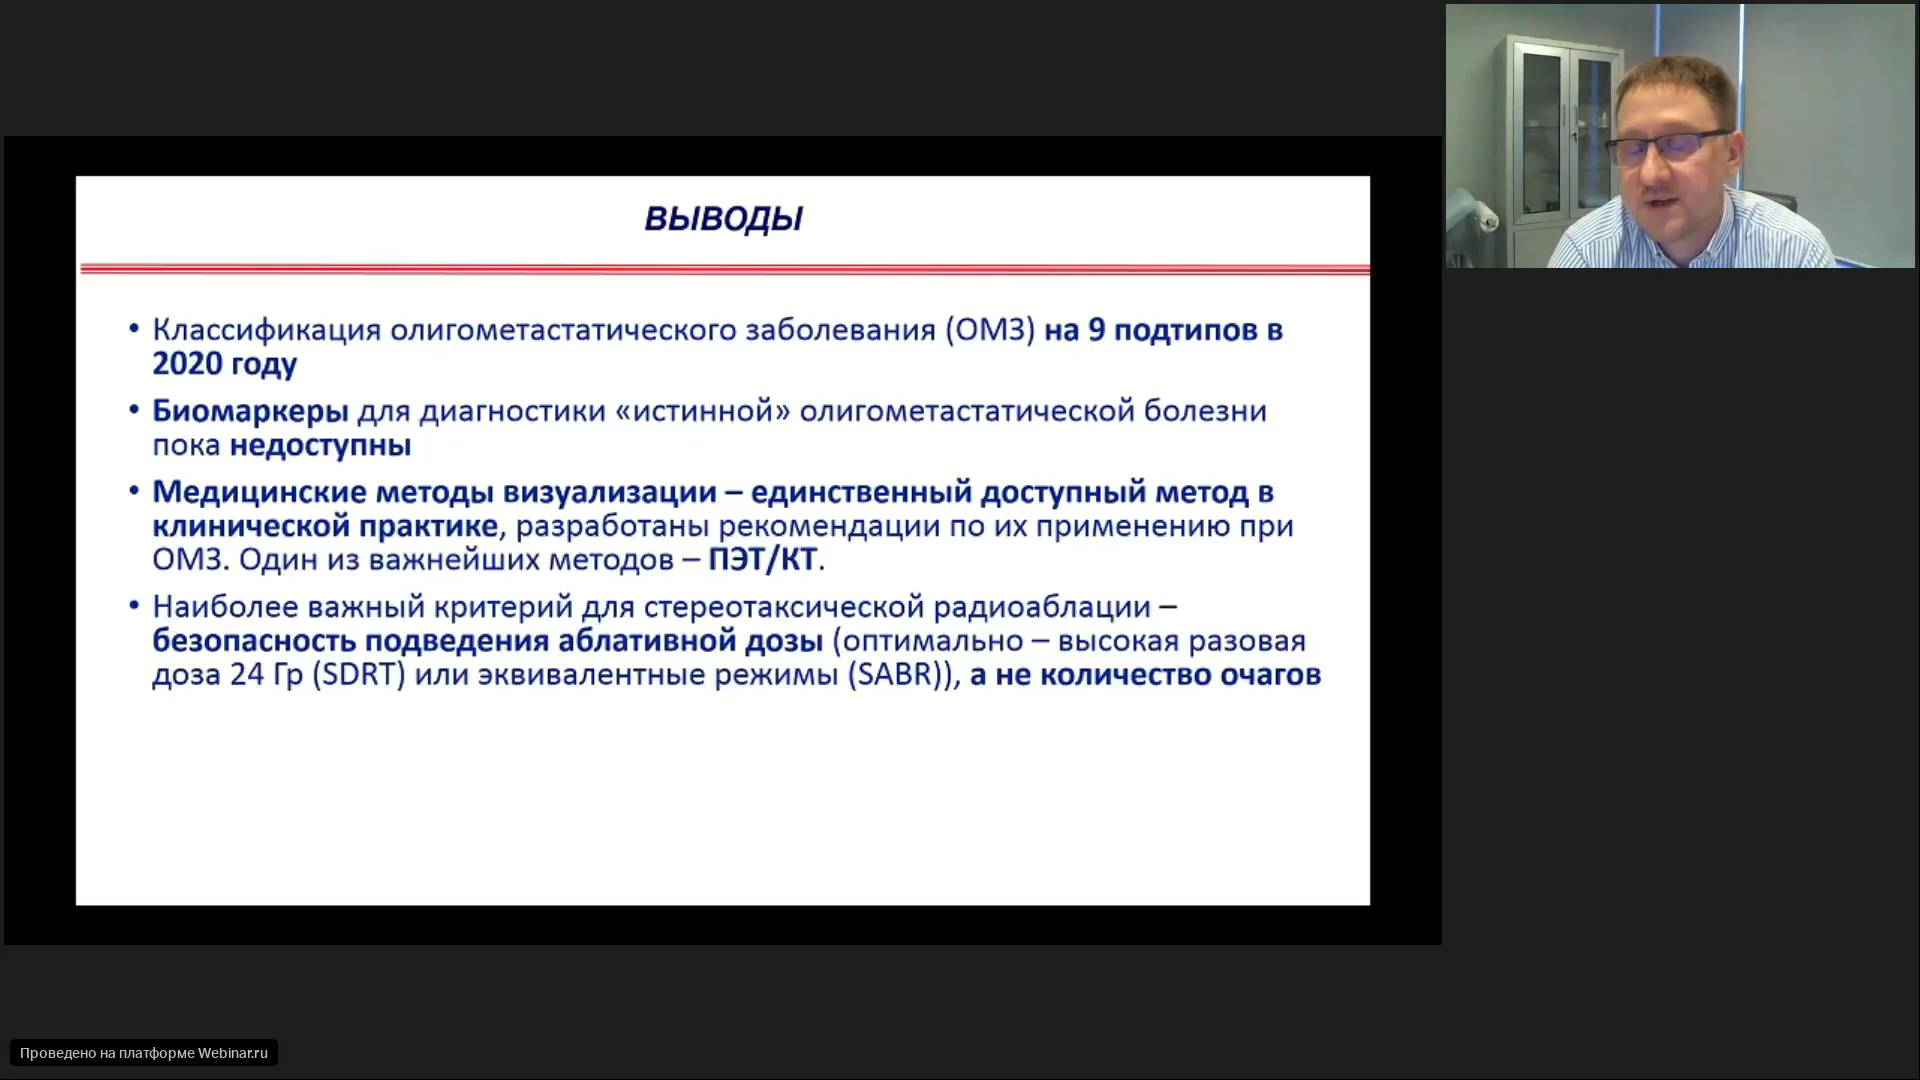 ВЫВОДЫ
• Классификация олигометастатического заболевания (ОМЗ) на 9 подтипов в
2020 году
• Биомаркеры для диагностики «истинной» олигометастатической болезни
пока недоступны
• Медицинские методы визуализации – единственный доступный метод в
клинической практике, разработаны рекомендации по их применению при
ОМЗ. Один из важнейших методов – ПЭТ/КТ.
• Наиболее важный критерий для стереотаксической радиоаблации –
безопасность подведения аблативной дозы (оптимально – высокая разовая
доза 24 Гр (SDRT) или эквивалентные режимы (SABR)), а не количество очагов
Проведено на платформе Webinar.ru